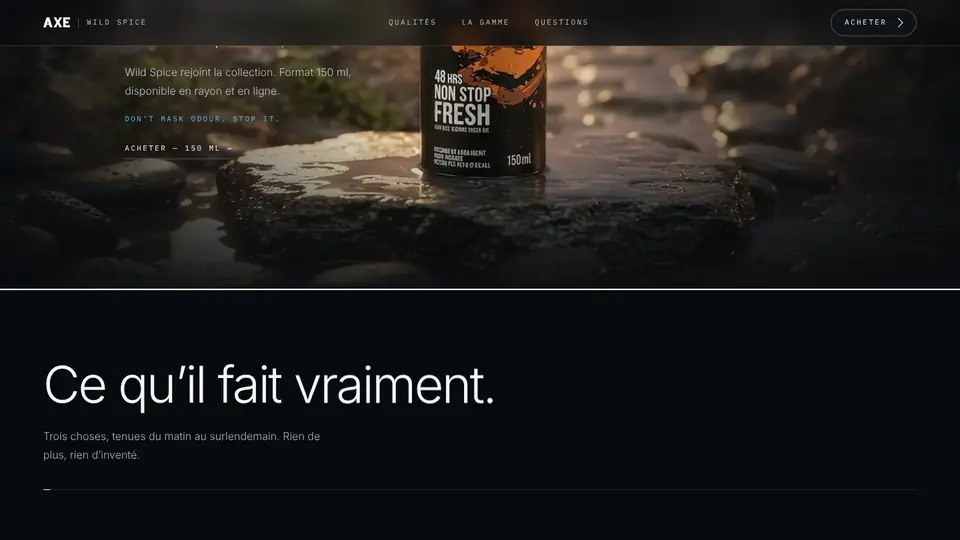 AXE | WILD SPICE
QUALITÉS
LA GAMME
QUESTIONS
ACHETER
Wild Spice rejoint la collection. Format 150 ml,
disponible en rayon et en ligne.
DON'T MASK ODOUR. STOP IT.
ACHETER — 150 ML →
48 HRS
NON STOP
FRESH
150 ml
Ce qu’il fait vraiment.
Trois choses, tenues du matin au surlendemain. Rien de
plus, rien d'inventé.